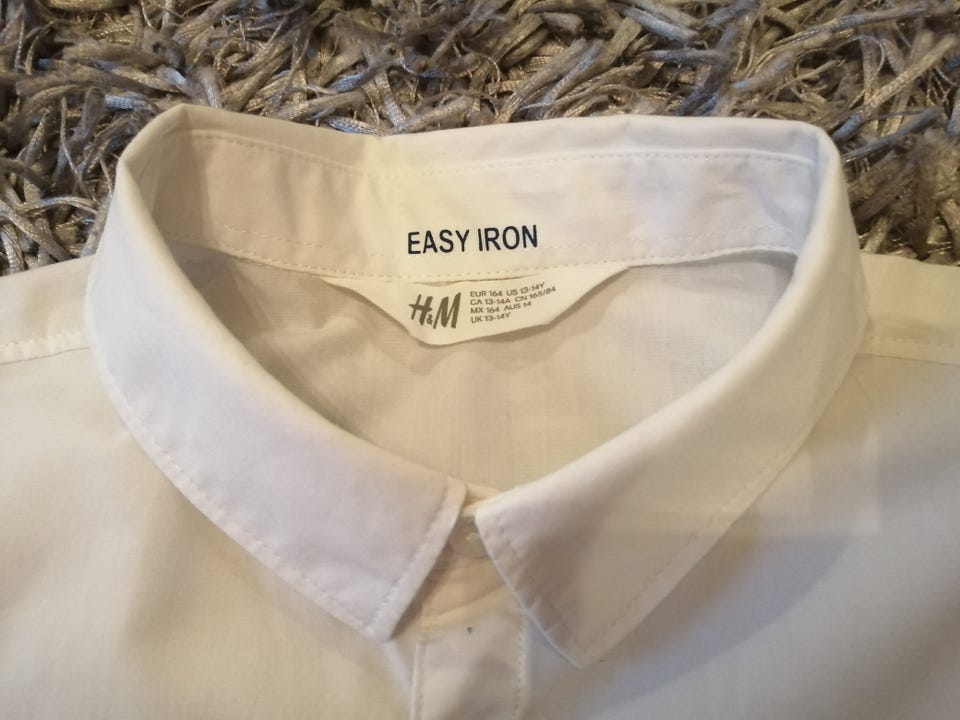 EASY IRON
H&M
EUR 164 US 13-14Y
CA 13-14A CN 165/84
MX 164 AUS 14
UK 13-14Y